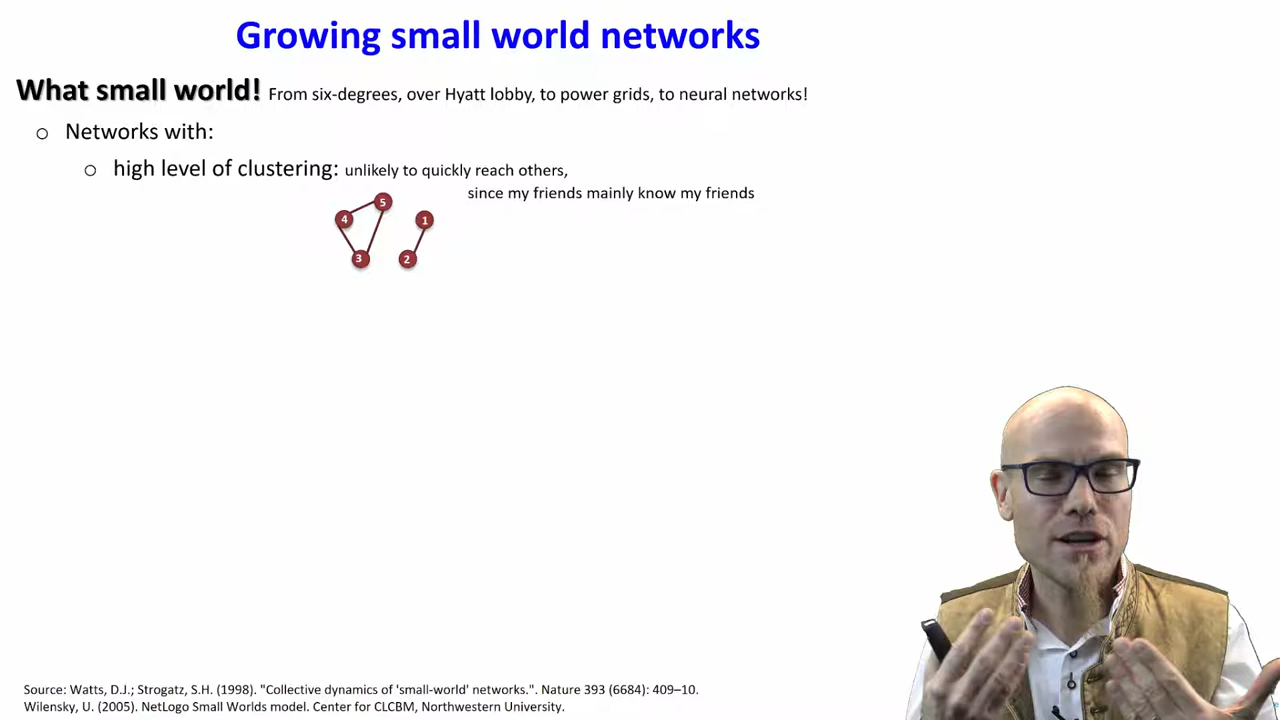 Growing small world networks
What small world! From six-degrees, over Hyatt lobby, to power grids, to neural networks!
o Networks with:
o high level of clustering: unlikely to quickly reach others,
since my friends mainly know my friends
5
4 1
3 2
Source: Watts, D.J.; Strogatz, S.H. (1998). "Collective dynamics of 'small-world' networks.". Nature 393 (6684): 409–10.
Wilensky, U. (2005). NetLogo Small Worlds model. Center for CLCBM, Northwestern University.